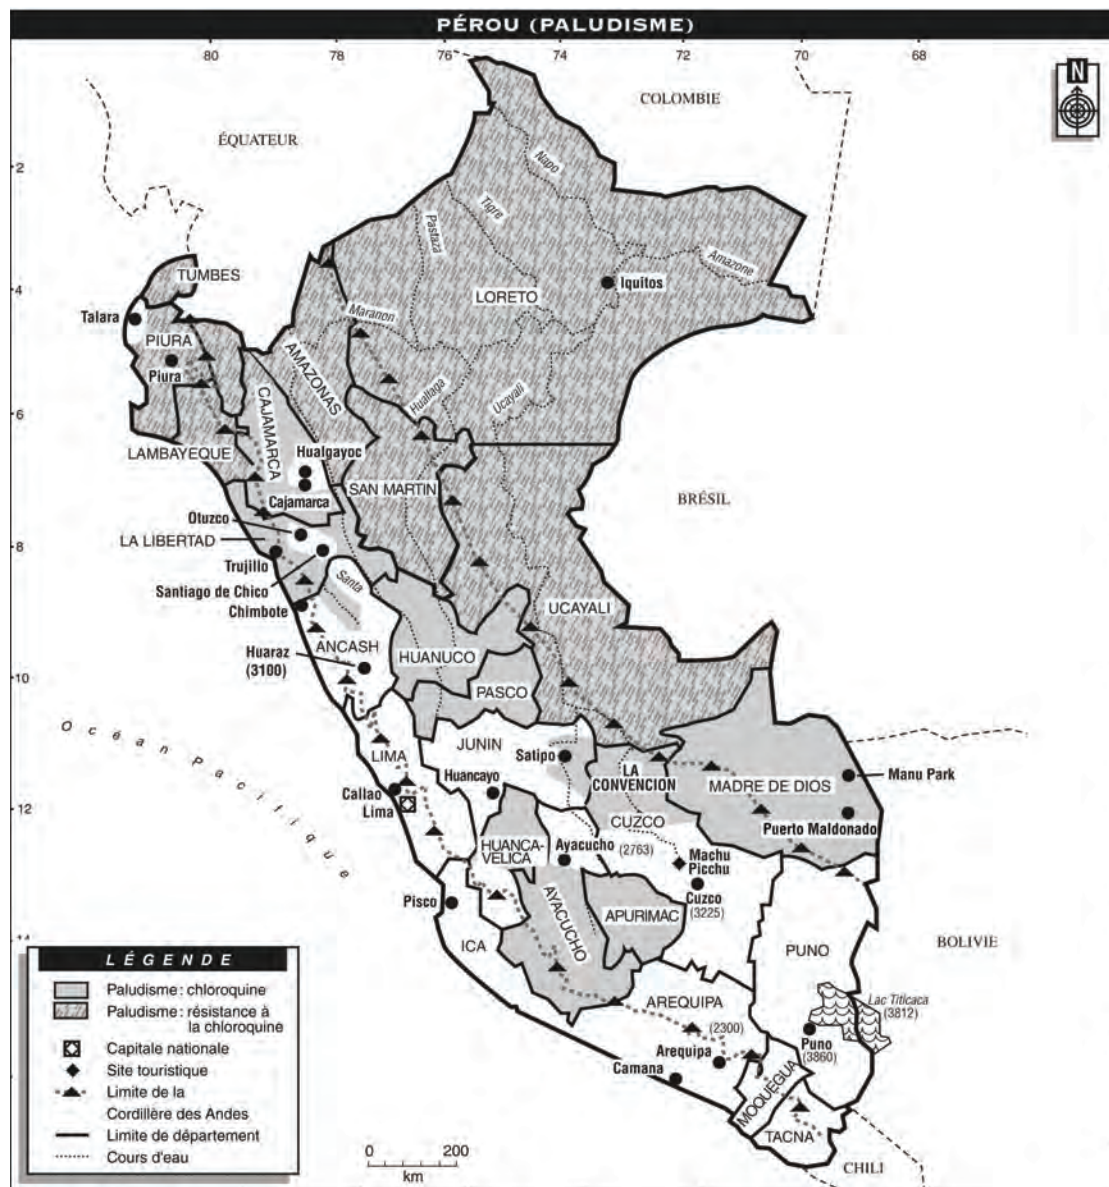 PÉROU (PALUDISME)
80 78 76 74 72 70
N
COLOMBIE
ÉQUATEUR
2
Napo
Tigre
Pastaza
Amazone
TUMBES
4
Iquitos
LORETO
Talara
Maranon
PIURA
AMAZONAS
Piura
Huallaga
Ucayali
6
CAJAMARCA
LAMBAYEQUE
Hualgayoc
SAN MARTIN
BRÉSIL
Cajamarca
Otuzco
LA LIBERTAD
8
Trujillo
Santa
Santiago de Chico
Chimbote
UCAYALI
ANCASH
Huaraz
(3100)
HUANUCO
10
PASCO
Océan Pacifique
JUNIN
LIMA
Satipo
LA
CONVENCION
Huancayo
MADRE DE DIOS
Manu Park
Callao
12
Lima
CUZCO
Puerto Maldonado
HUANCA-
VELICA
Ayacucho
(2763)
Machu
Picchu
Cuzco
(3225)
Pisco
AYACUCHO
APURIMAC
ICA
PUNO
BOLIVIE
AREQUIPA
(2300)
Lac Titicaca
(3812)
Arequipa
Puno
(3860)
Camana
MOQUEGUA
TACNA
CHILI
LÉGENDE
Paludisme : chloroquine
Paludisme : résistance à
la chloroquine
Capitale nationale
Site touristique
Limite de la
Cordillère des Andes
Limite de département
Cours d'eau
0 200
km